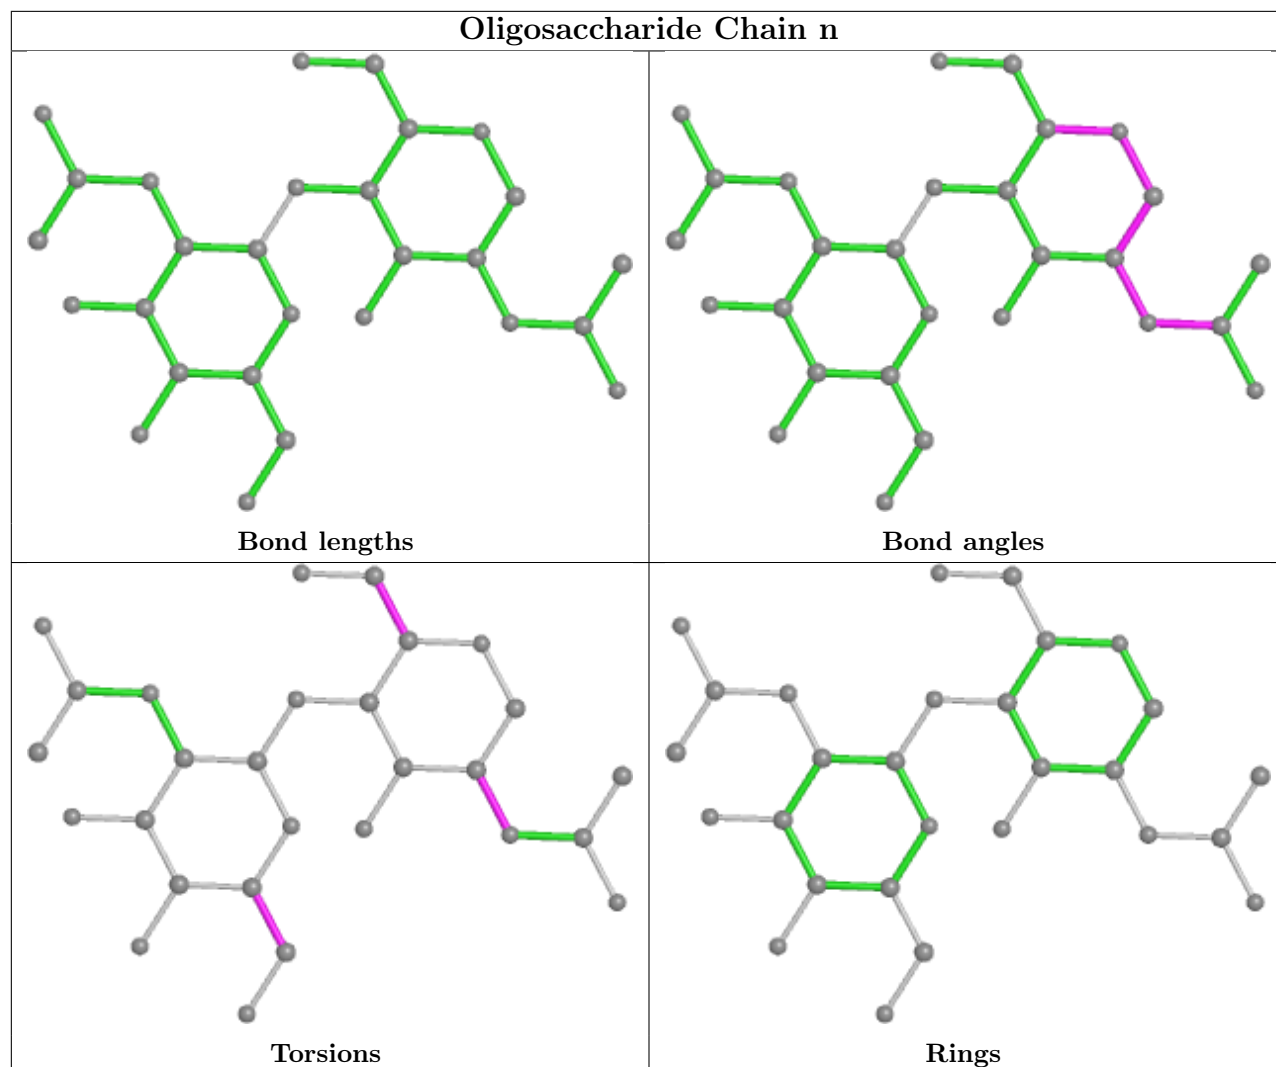 Oligosaccharide Chain n
Bond lengths
Bond angles
Torsions
Rings